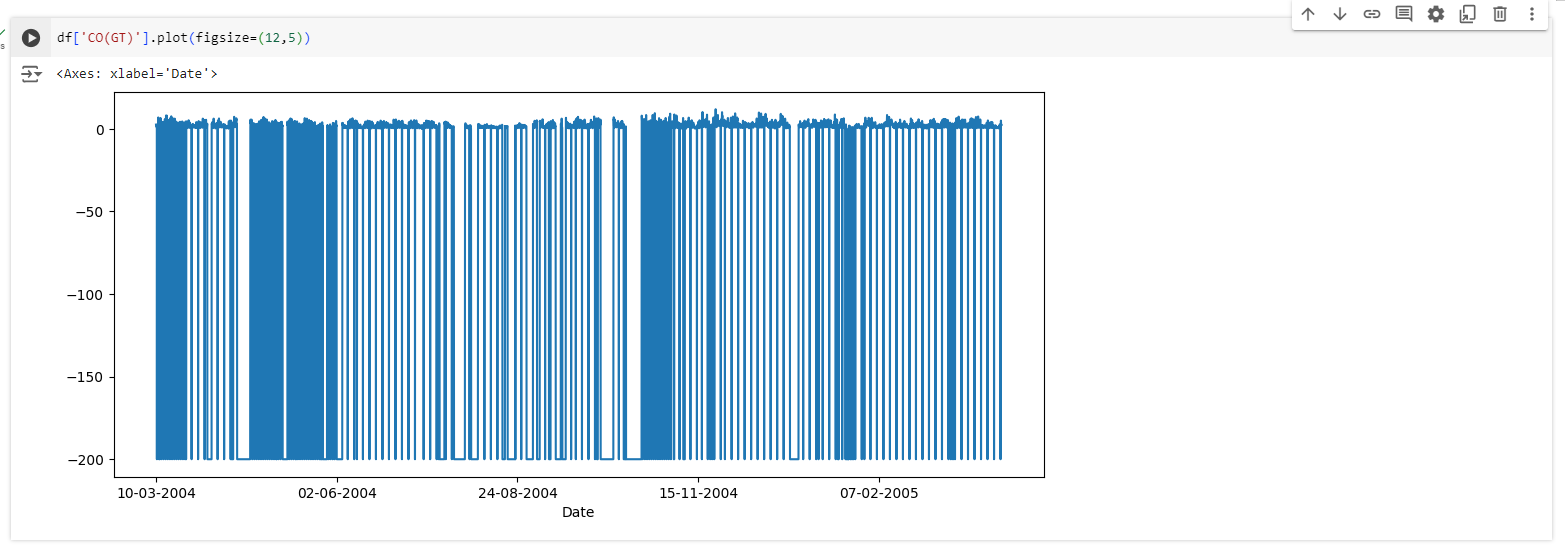 df['CO(GT)'].plot(figsize=(12,5))
s
<Axes: xlabel='Date'>
0
−50
−100
−150
−200
10-03-2004 02-06-2004 24-08-2004 15-11-2004 07-02-2005
Date